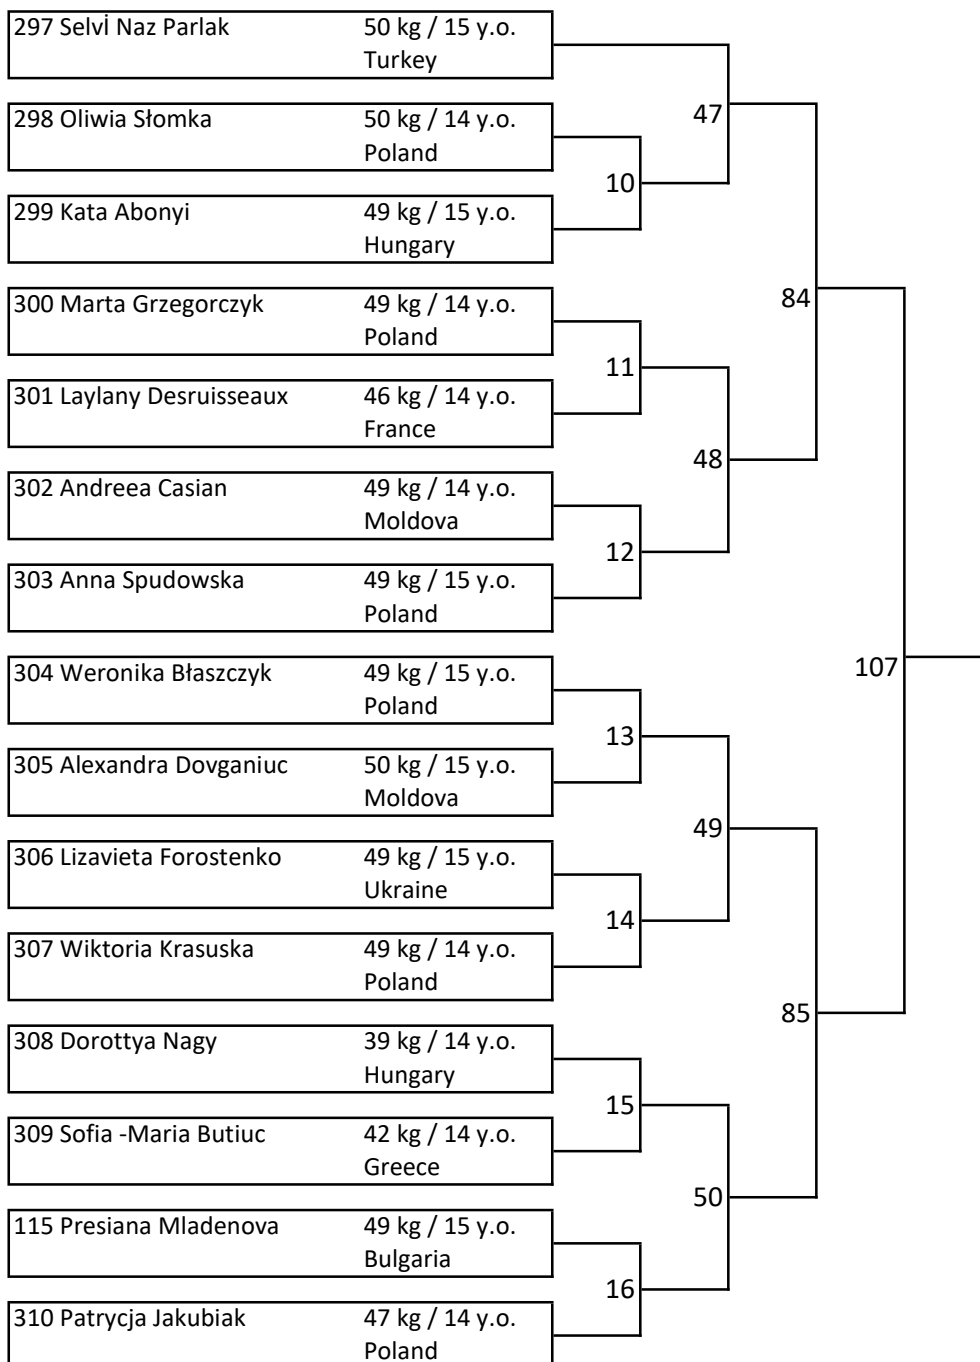 297 Selvİ Naz Parlak 50 kg / 15 y.o.
Turkey
47
298 Oliwia Słomka 50 kg / 14 y.o.
Poland
10
299 Kata Abonyi 49 kg / 15 y.o.
Hungary
84
300 Marta Grzegorczyk 49 kg / 14 y.o.
Poland
11
301 Laylany Desruisseaux 46 kg / 14 y.o.
France
48
302 Andreea Casian 49 kg / 14 y.o.
Moldova
12
303 Anna Spudowska 49 kg / 15 y.o.
Poland
107
304 Weronika Błaszczyk 49 kg / 15 y.o.
Poland
13
305 Alexandra Dovganiuc 50 kg / 15 y.o.
Moldova
49
306 Lizavieta Forostenko 49 kg / 15 y.o.
Ukraine
14
307 Wiktoria Krasuska 49 kg / 14 y.o.
Poland
85
308 Dorottya Nagy 39 kg / 14 y.o.
Hungary
15
309 Sofia -Maria Butiuc 42 kg / 14 y.o.
Greece
50
115 Presiana Mladenova 49 kg / 15 y.o.
Bulgaria
16
310 Patrycja Jakubiak 47 kg / 14 y.o.
Poland